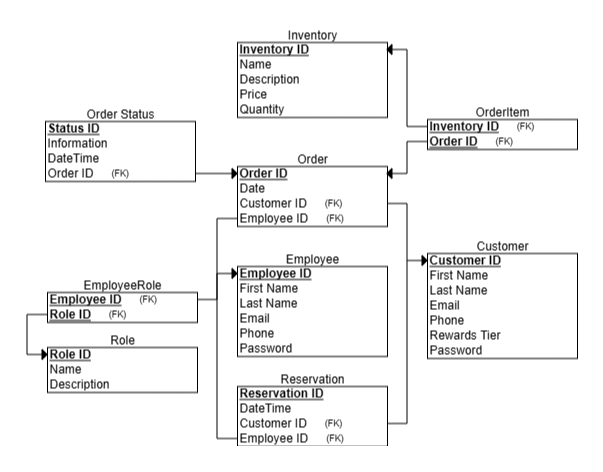 Inventory
Inventory ID
Name
Description
Price
Quantity
Order Status
Status ID
Information
DateTime
Order ID (FK)
OrderItem
Inventory ID (FK)
Order ID (FK)
Order
Order ID
Date
Customer ID (FK)
Employee ID (FK)
Employee
Employee ID
First Name
Last Name
Email
Phone
Password
Customer
Customer ID
First Name
Last Name
Email
Phone
Rewards Tier
Password
EmployeeRole
Employee ID (FK)
Role ID (FK)
Role
Role ID
Name
Description
Reservation
Reservation ID
DateTime
Customer ID (FK)
Employee ID (FK)